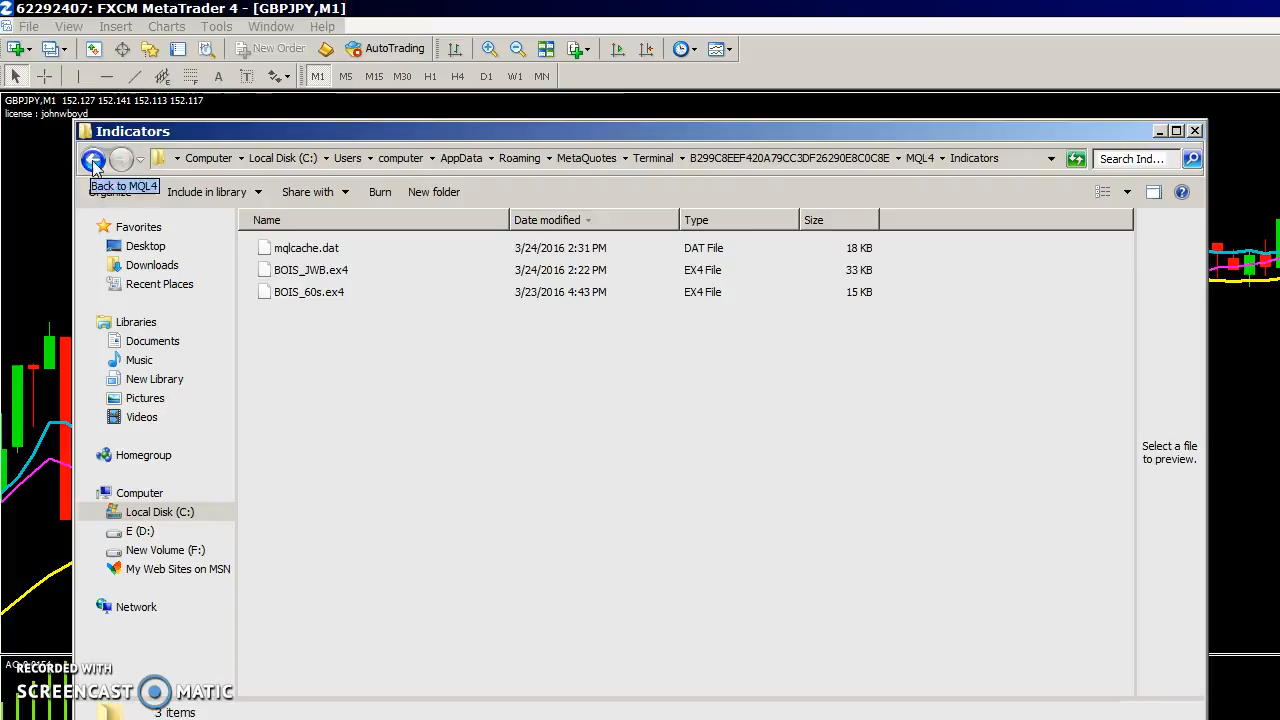 62292407: FXCM MetaTrader 4 - [GBPJPY,M1]
File View Insert Charts Tools Window Help
New Order AutoTrading
A T M1 M5 M15 M30 H1 H4 D1 W1 MN
GBPJPY,M1 152.127 152.141 152.113 152.117
license : johnwboyd
Indicators
Computer Local Disk (C:) Users computer AppData Roaming MetaQuotes Terminal MQL4 Indicators Search Ind...
Back to MQL4
Organize Include in library Share with Burn New folder
Name Date modified Type Size
Favorites
Desktop
Downloads
Recent Places
Libraries
Documents
Music
New Library
Pictures
Videos
Homegroup
Computer
Local Disk (C:)
E (D:)
New Volume (F:)
My Web Sites on MSN
Network
mqlcache.dat 3/24/2016 2:31 PM DAT File 18 KB
BOIS_JWB.ex4 3/24/2016 2:22 PM EX4 File 33 KB
BOIS_60s.ex4 3/23/2016 4:43 PM EX4 File 15 KB
Select a file
to preview.
RECORDED WITH
SCREENCAST MATIC
3 items